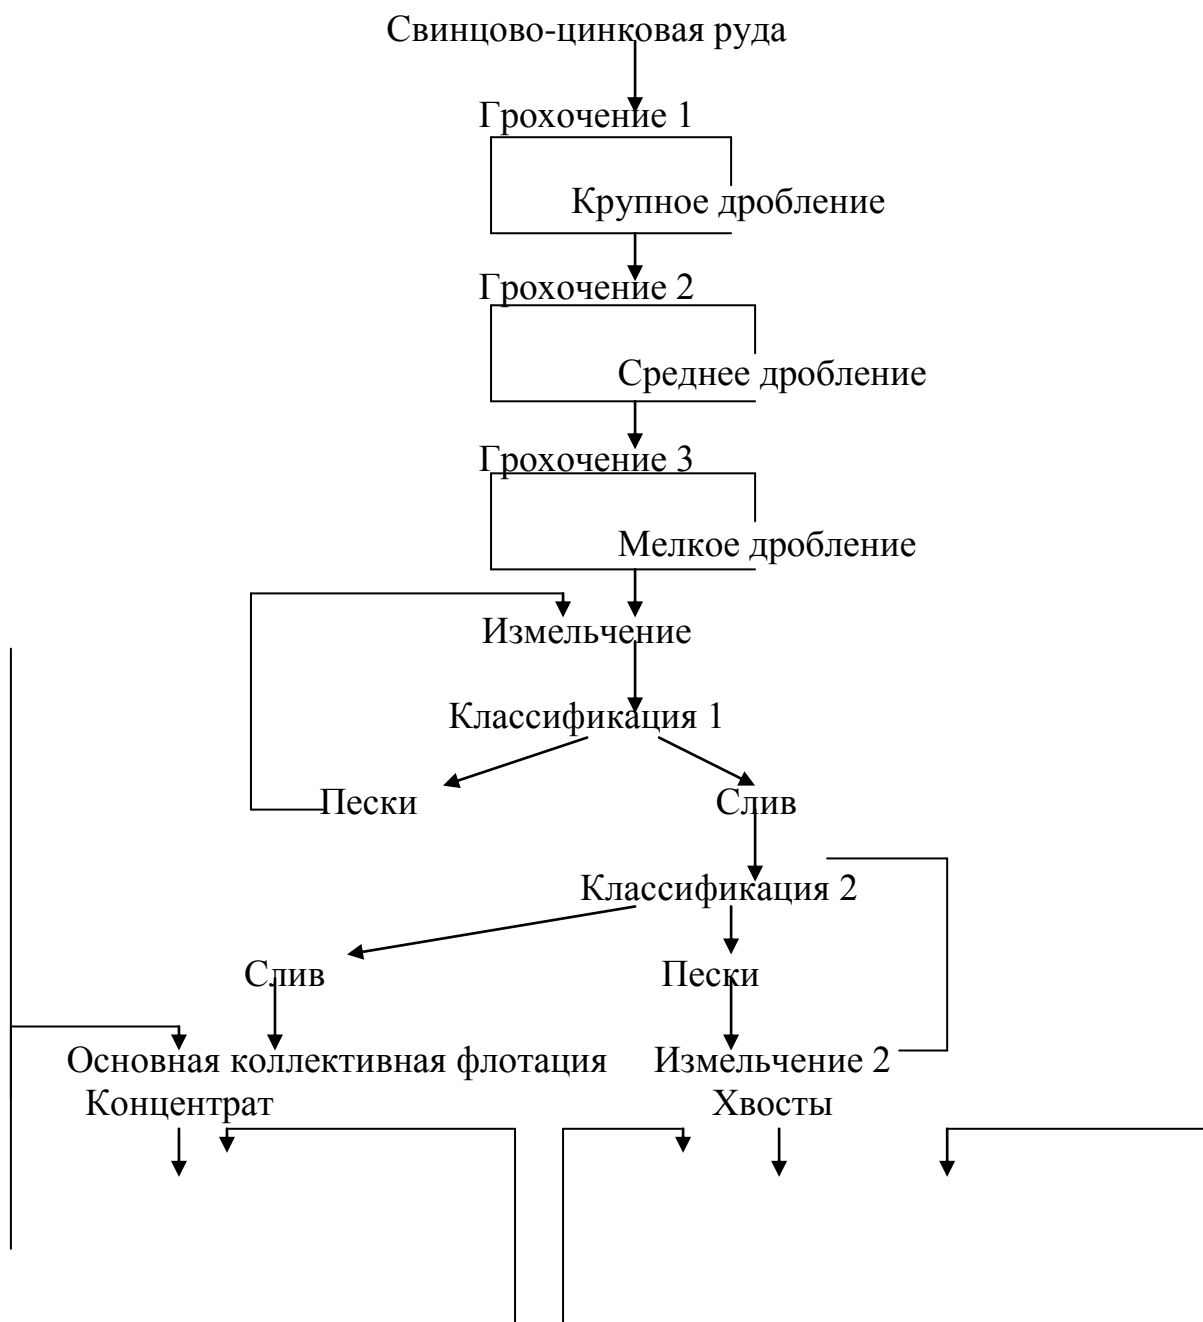 Свинцово-цинковая руда
Грохочение 1
Крупное дробление
Грохочение 2
Среднее дробление
Грохочение 3
Мелкое дробление
Измельчение
Классификация 1
Пески Слив
Классификация 2
Слив Пески
Основная коллективная флотация Измельчение 2
Концентрат Хвосты